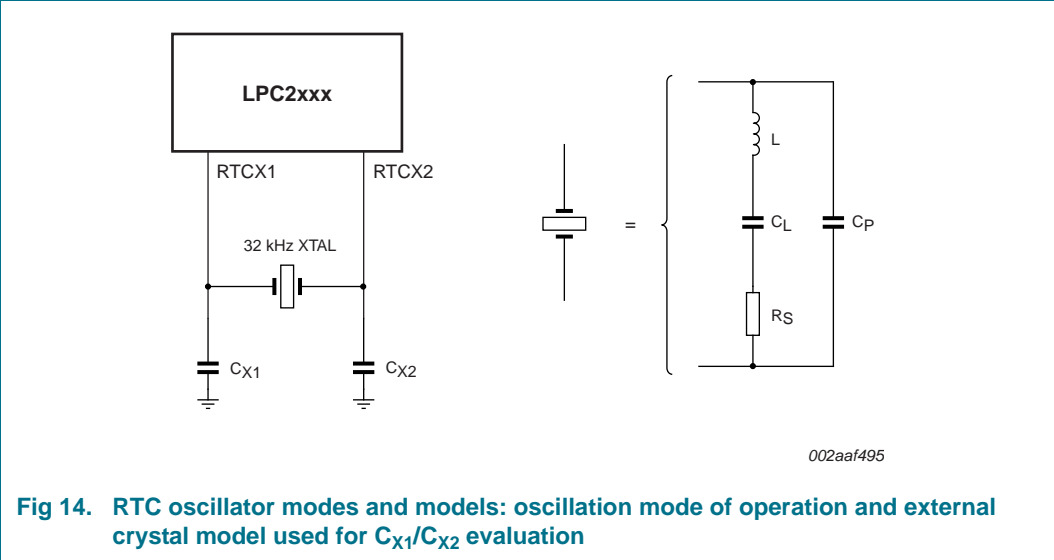 LPC2xxx
RTCX1
RTCX2
32 kHz XTAL
CX1
CX2
=
L
CL
CP
RS
002aaf495
Fig 14. RTC oscillator modes and models: oscillation mode of operation and external
crystal model used for CX1/CX2 evaluation